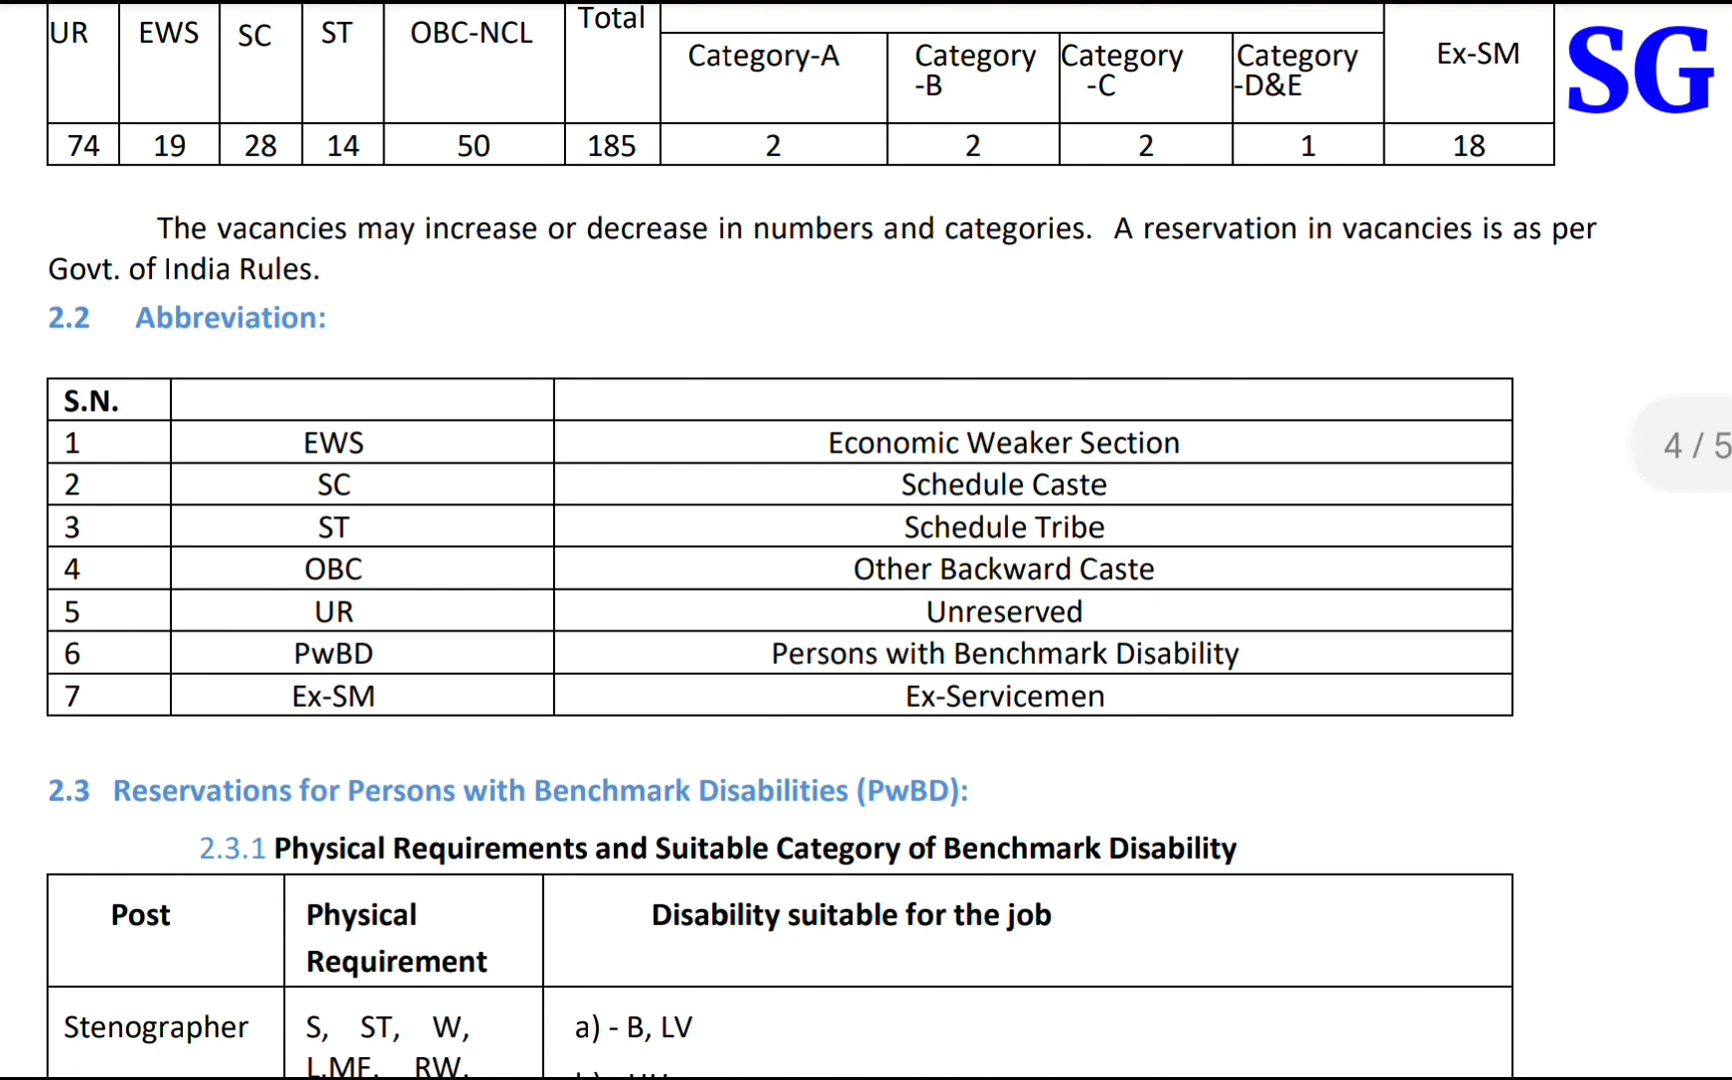 UR EWS SC ST OBC-NCL Total Category-A Category -B Category -C Category -D&E Ex-SM
74 19 28 14 50 185 2 2 2 1 18
SG
The vacancies may increase or decrease in numbers and categories. A reservation in vacancies is as per
Govt. of India Rules.
2.2 Abbreviation:
S.N.
1 EWS Economic Weaker Section
2 SC Schedule Caste
3 ST Schedule Tribe
4 OBC Other Backward Caste
5 UR Unreserved
6 PwBD Persons with Benchmark Disability
7 Ex-SM Ex-Servicemen
4 / 5
2.3 Reservations for Persons with Benchmark Disabilities (PwBD):
2.3.1 Physical Requirements and Suitable Category of Benchmark Disability
Post Physical Disability suitable for the job
Requirement
Stenographer S, ST, W, a) - B, LV
L,MF, RW,